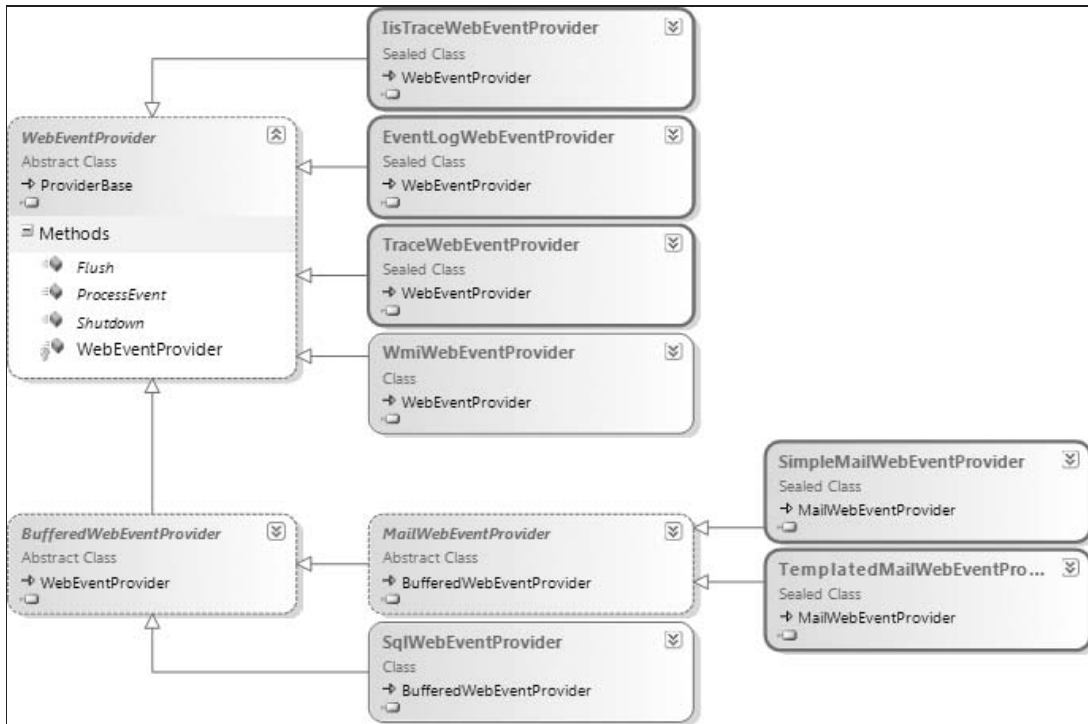 IisTraceWebEventProvider
Sealed Class
WebEventProvider
WebEventProvider
Abstract Class
ProviderBase
Methods
Flush
ProcessEvent
Shutdown
WebEventProvider
EventLogWebEventProvider
Sealed Class
WebEventProvider
TraceWebEventProvider
Sealed Class
WebEventProvider
WmiWebEventProvider
Class
WebEventProvider
BufferedWebEventProvider
Abstract Class
WebEventProvider
MailWebEventProvider
Abstract Class
BufferedWebEventProvider
SimpleMailWebEventProvider
Sealed Class
MailWebEventProvider
TemplatedMailWebEventPro...
Sealed Class
MailWebEventProvider
SqlWebEventProvider
Class
BufferedWebEventProvider